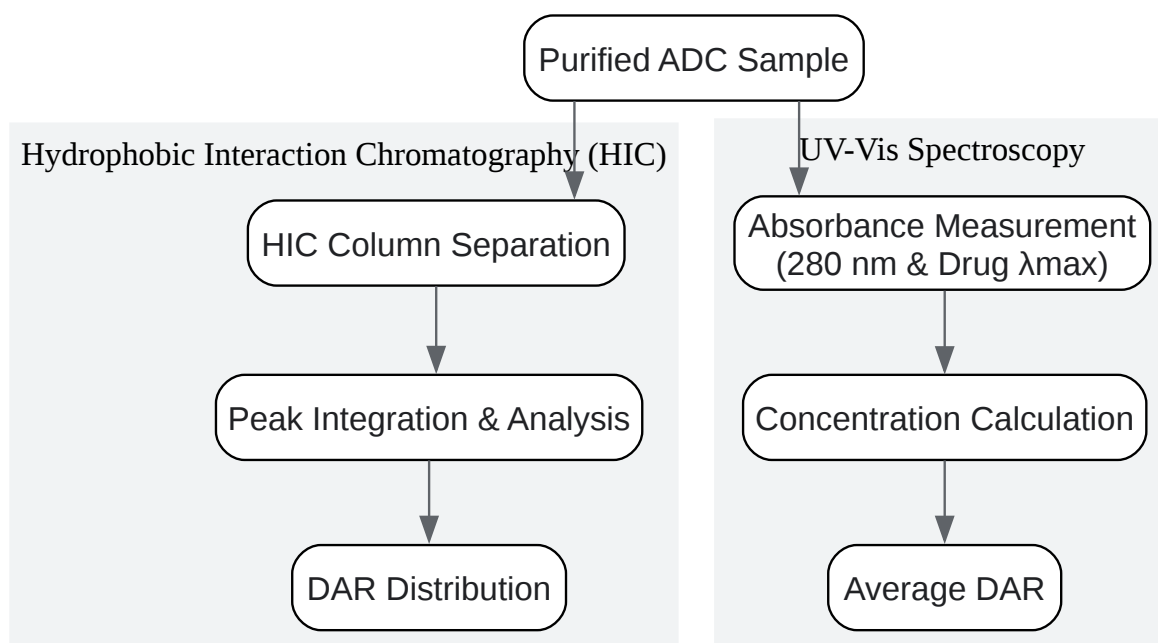 Purified ADC Sample
Hydrophobic Interaction Chromatography (HIC)
HIC Column Separation
Peak Integration & Analysis
DAR Distribution
UV-Vis Spectroscopy
Absorbance Measurement
(280 nm & Drug λmax)
Concentration Calculation
Average DAR